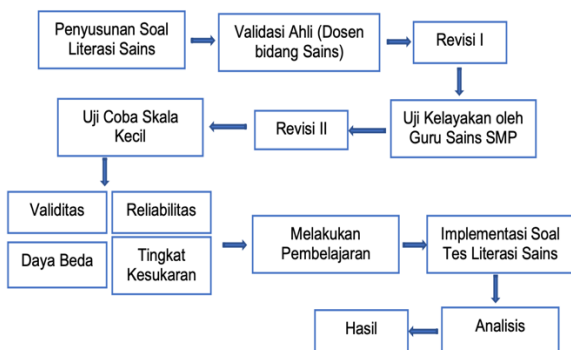 Penyusunan Soal
Literasi Sains
Validasi Ahli (Dosen
bidang Sains)
Revisi I
Uji Kelayakan oleh
Guru Sains SMP
Revisi II
Uji Coba Skala
Kecil
Validitas
Reliabilitas
Daya Beda
Tingkat
Kesukaran
Melakukan
Pembelajaran
Implementasi Soal
Tes Literasi Sains
Analisis
Hasil